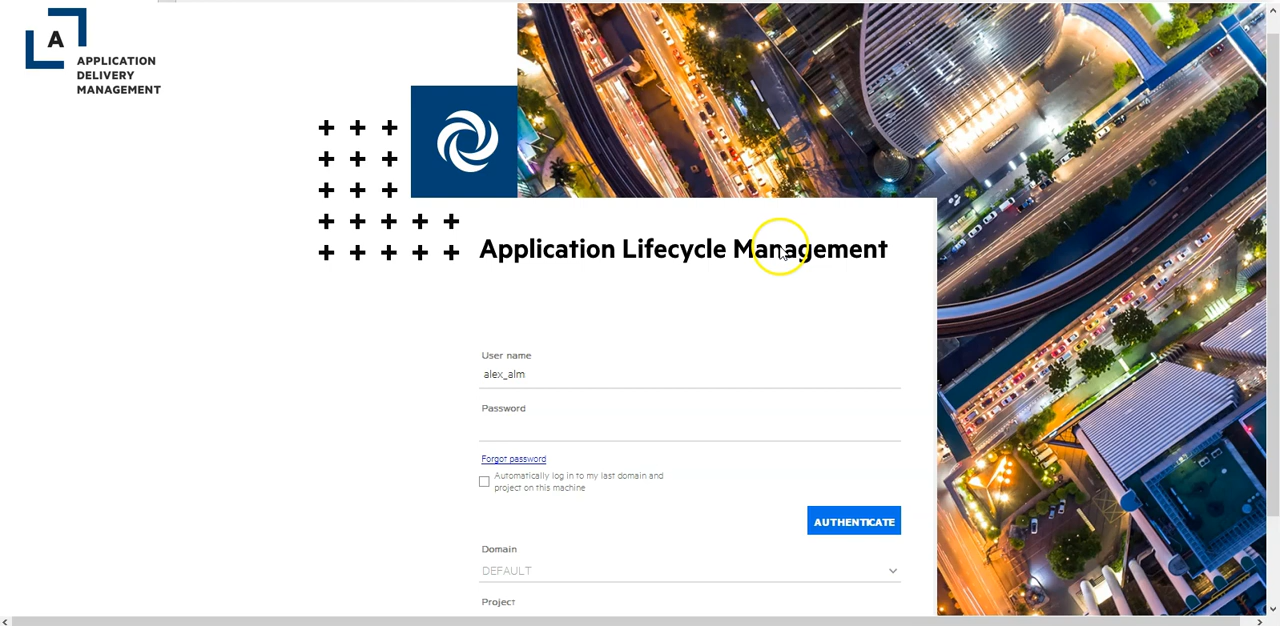 A
APPLICATION
DELIVERY
MANAGEMENT
Application Lifecycle Management
User name
alex_alm
Password
Forgot password
Automatically log in to my last domain and
project on this machine
AUTHENTICATE
Domain
DEFAULT
Project